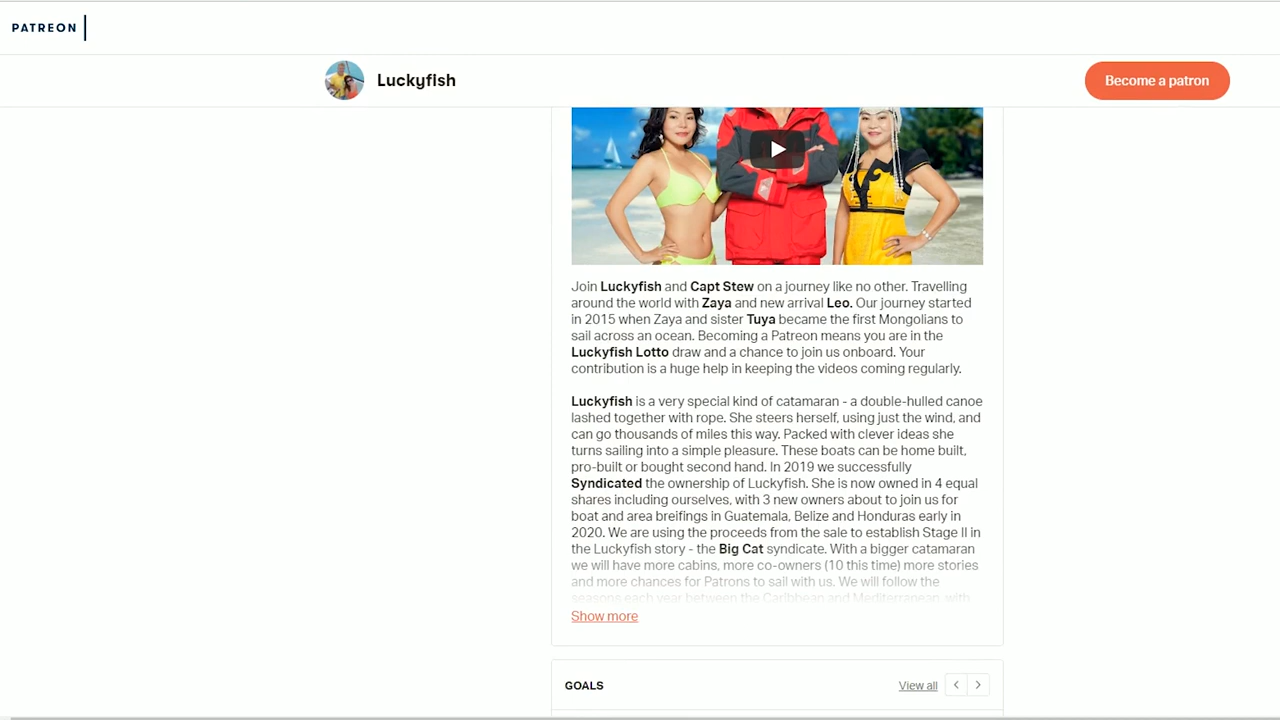 PATREON
Luckyfish
Become a patron
Join Luckyfish and Capt Stew on a journey like no other. Travelling
around the world with Zaya and new arrival Leo. Our journey started
in 2015 when Zaya and sister Tuya became the first Mongolians to
sail across an ocean. Becoming a Patreon means you are in the
Luckyfish Lotto draw and a chance to join us onboard. Your
contribution is a huge help in keeping the videos coming regularly.
Luckyfish is a very special kind of catamaran - a double-hulled canoe
lashed together with rope. She steers herself, using just the wind, and
can go thousands of miles this way. Packed with clever ideas she
turns sailing into a simple pleasure. These boats can be home built,
pro-built or bought second hand. In 2019 we successfully
Syndicated the ownership of Luckyfish. She is now owned in 4 equal
shares including ourselves, with 3 new owners about to join us for
boat and area breifings in Guatemala, Belize and Honduras early in
2020. We are using the proceeds from the sale to establish Stage II in
the Luckyfish story - the Big Cat syndicate. With a bigger catamaran
we will have more cabins, more co-owners (10 this time) more stories
and more chances for Patrons to sail with us. We will follow the
seasons each year between the Caribbean and Mediterranean, with
Show more
GOALS
View all